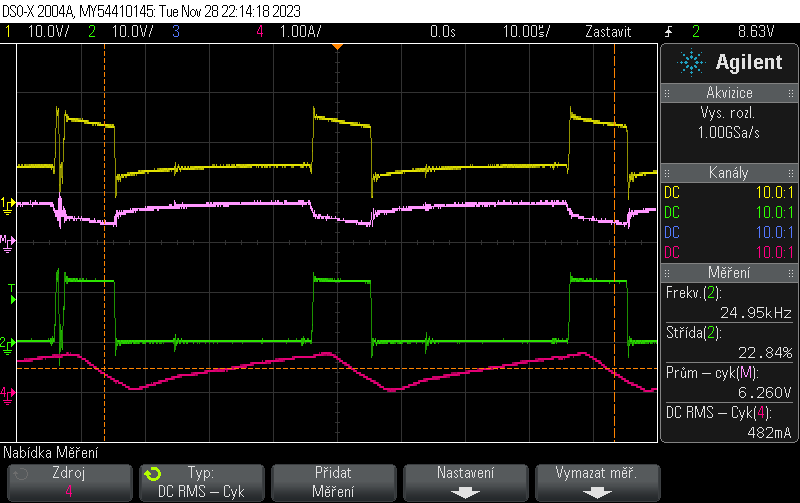 DSO-X 2004A, MY54410145: Tue Nov 28 22:14:18 2023
1 10.0V/ 2 10.0V/ 3 4 1.00A/ 0.0s 10.00us/ Zastavit 2 8.63V
Agilent
Akvizice
Vys. rozl.
1.00GSa/s
Kanály
DC 10.0:1
DC 10.0:1
DC 10.0:1
DC 10.0:1
Měření
Frekv.(2):
24.95kHz
Střída(2):
22.84%
Prům – cyk(M):
6.260V
DC RMS – Cyk(4):
482mA
1
M
T
2
4
Nabídka Měření
Zdroj
4
Typ:
DC RMS – Cyk
Přidat
Měření
Nastavení
Vymazat měř.